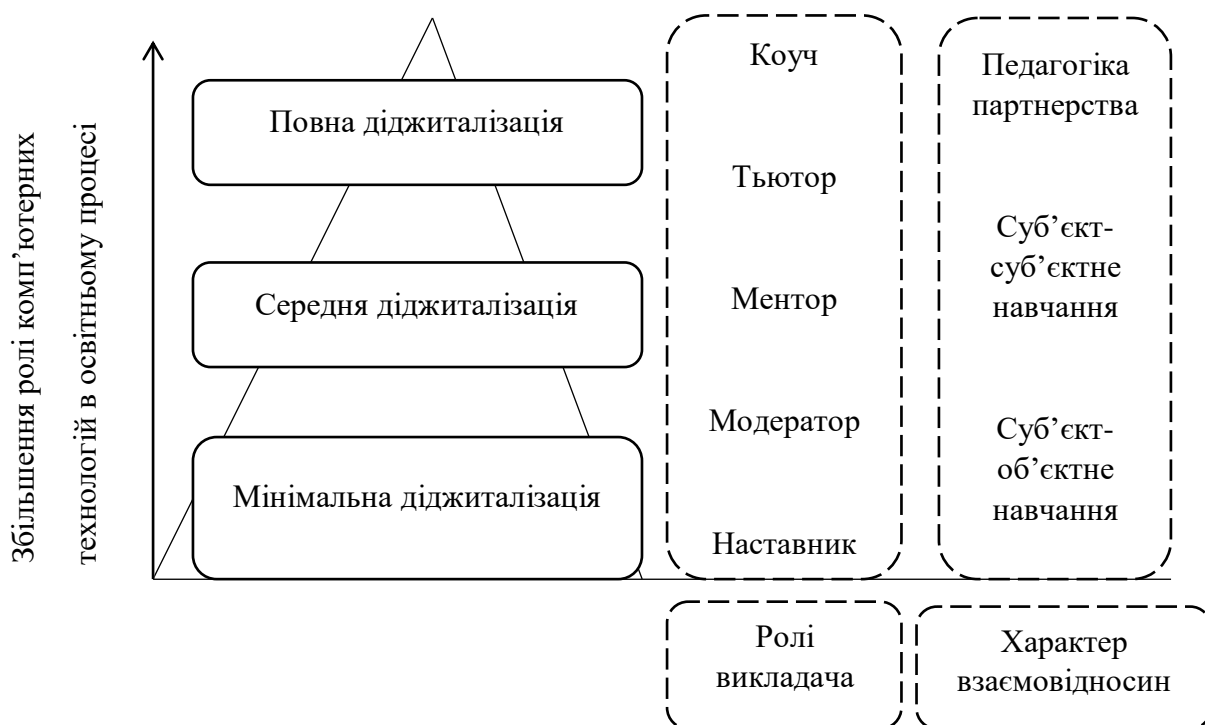 Збільшення ролі комп’ютерних
технологій в освітньому процесі
Повна діджиталізація
Середня діджиталізація
Мінімальна діджиталізація
Коуч
Тьютор
Ментор
Модератор
Наставник
Педагогіка
партнерства
Суб’єкт-
суб’єктне
навчання
Суб’єкт-
об’єктне
навчання
Ролі
викладача
Характер
взаємовідносин